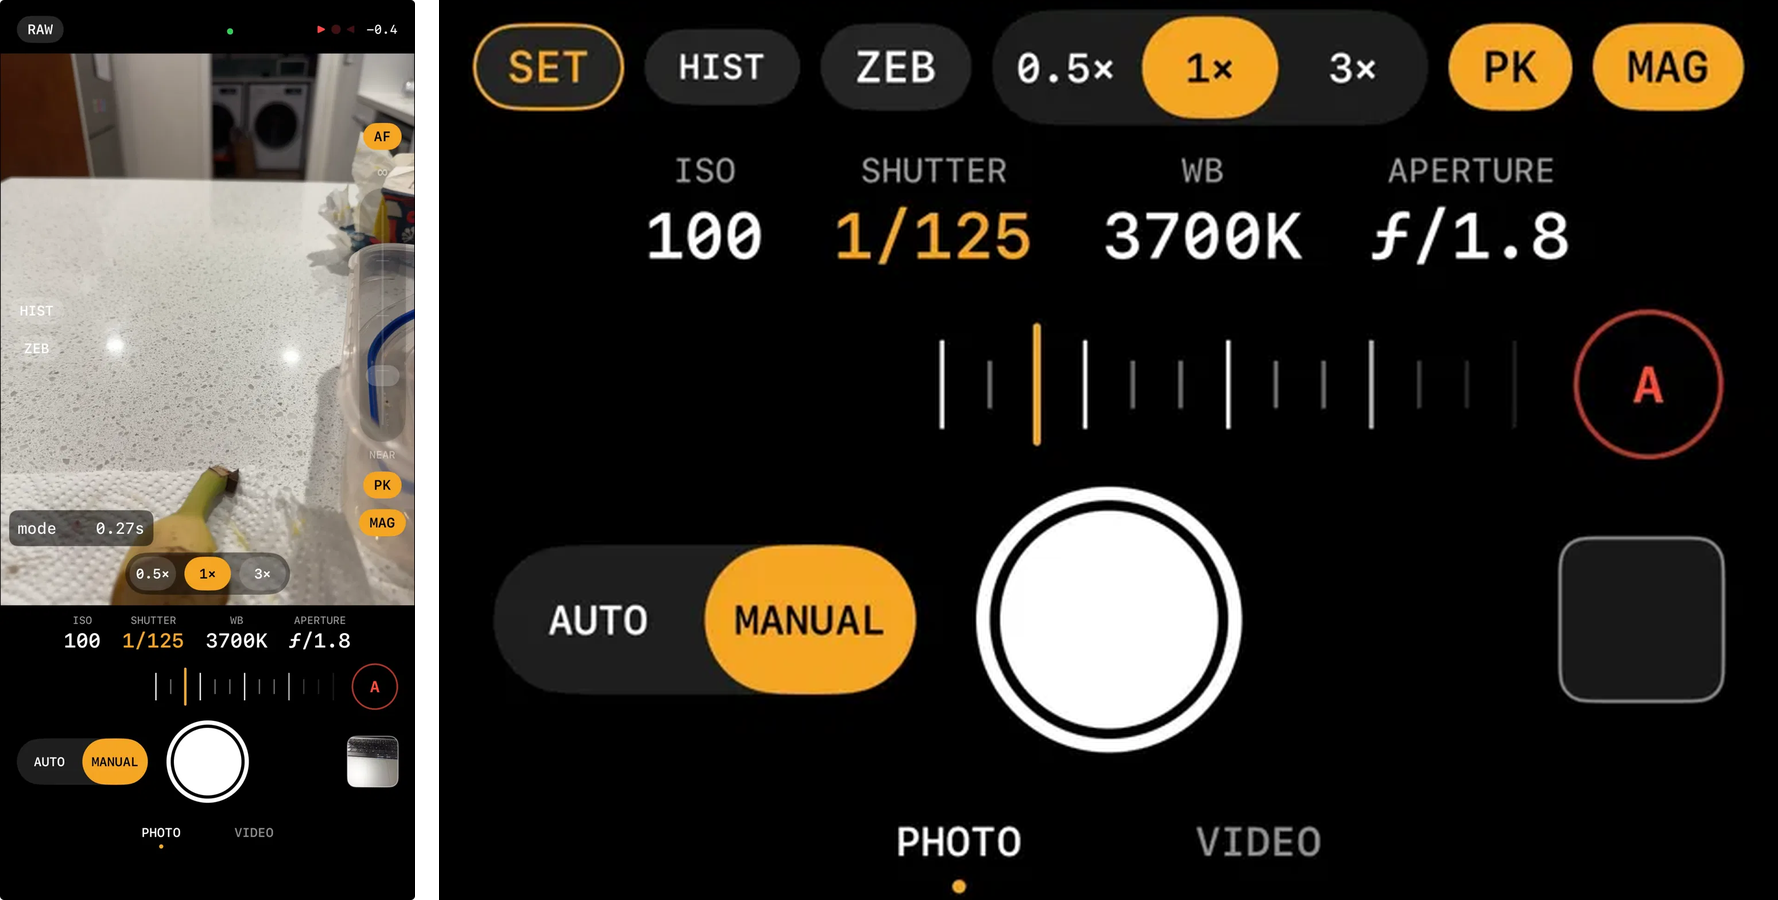 RAW
-0.4
AF
∞
HIST
ZEB
NEAR
PK
MAG
mode 0.27s
0.5× 1× 3×
ISO SHUTTER WB APERTURE
100 1/125 3700K ƒ/1.8
A
AUTO MANUAL
PHOTO VIDEO
SET HIST ZEB 0.5× 1× 3× PK MAG
ISO SHUTTER WB APERTURE
100 1/125 3700K ƒ/1.8
A
AUTO MANUAL
PHOTO VIDEO